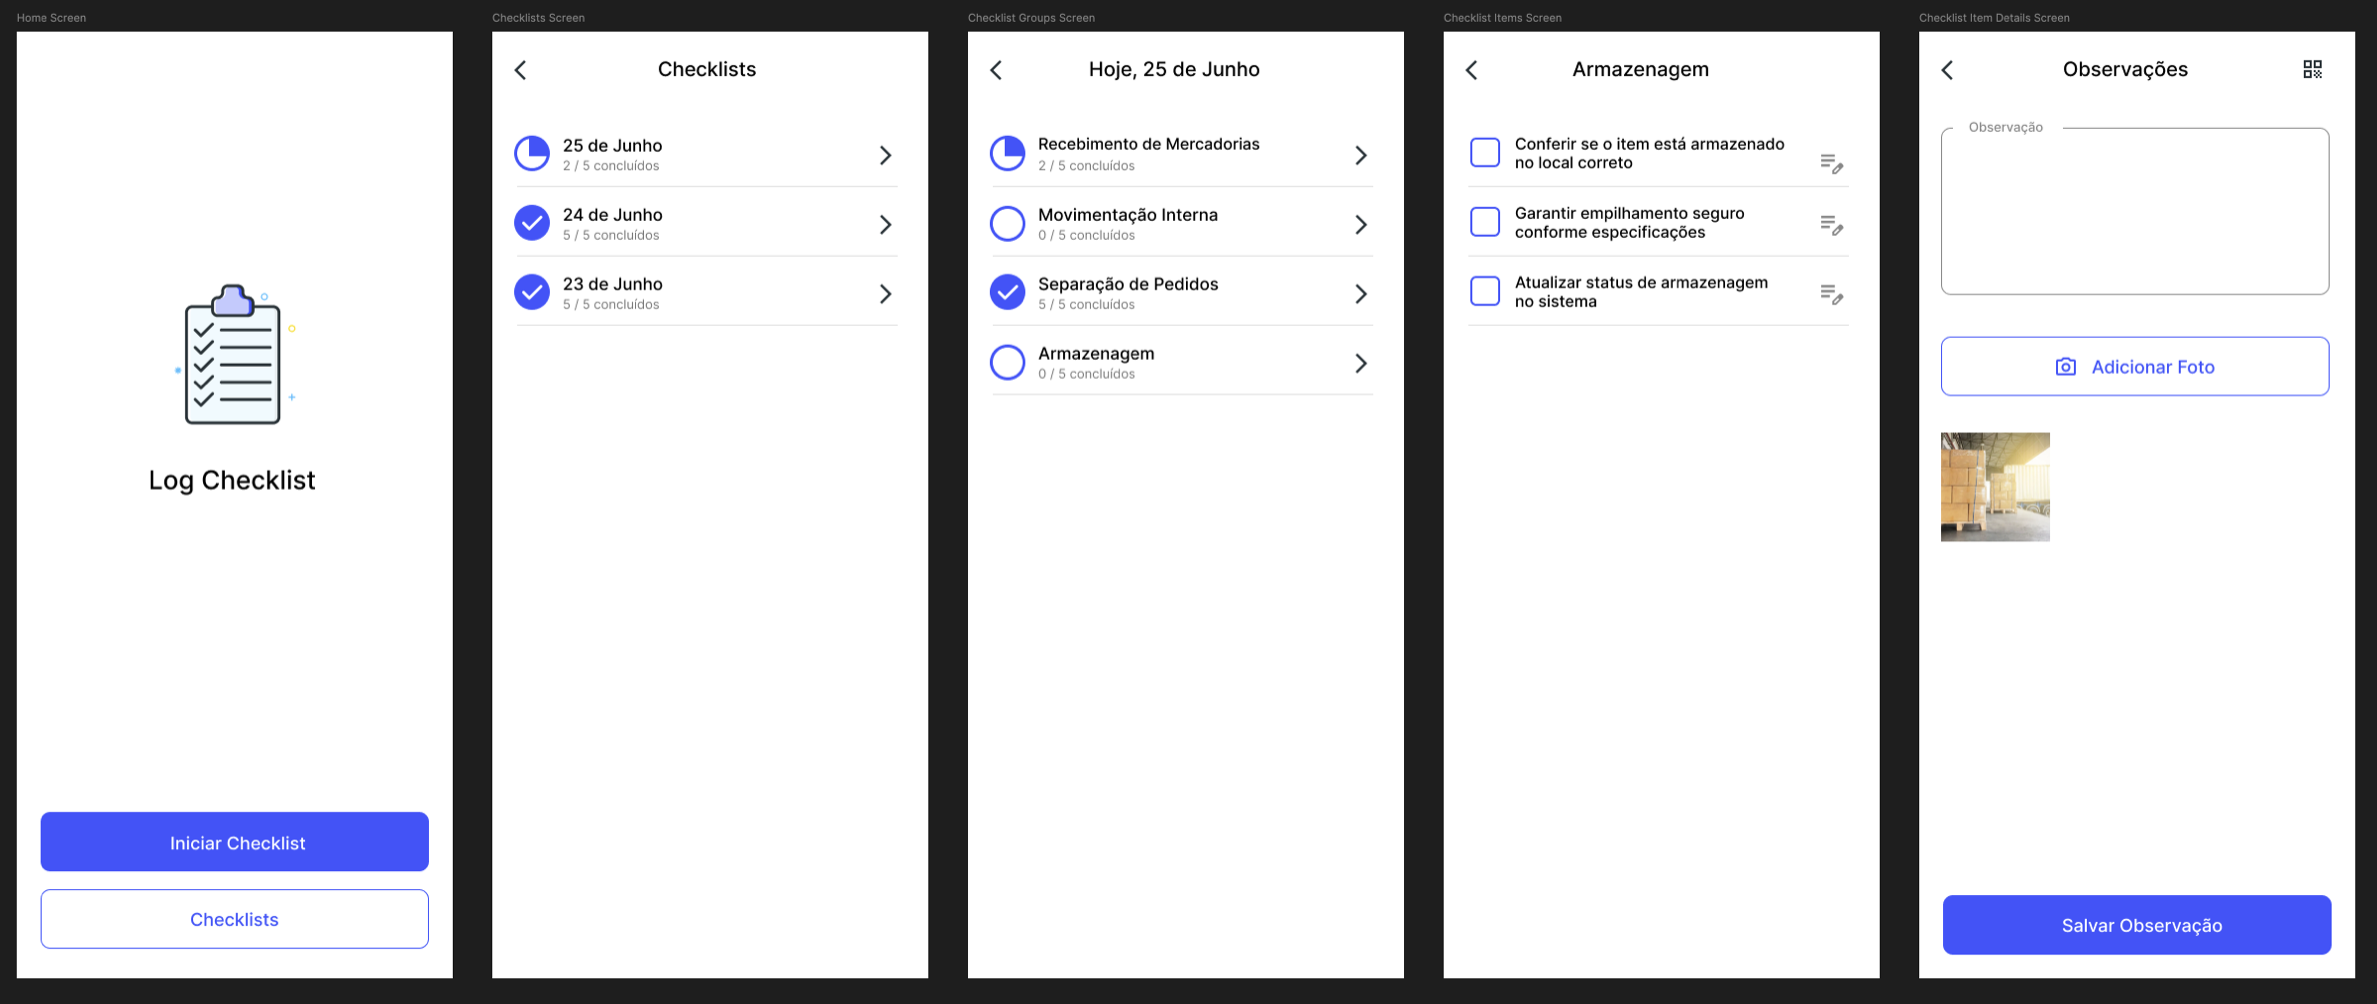 Home Screen
Log Checklist
Iniciar Checklist
Checklists
Checklists Screen
Checklists
25 de Junho
2 / 5 concluídos
24 de Junho
5 / 5 concluídos
23 de Junho
5 / 5 concluídos
Checklist Groups Screen
Hoje, 25 de Junho
Recebimento de Mercadorias
2 / 5 concluídos
Movimentação Interna
0 / 5 concluídos
Separação de Pedidos
5 / 5 concluídos
Armazenagem
0 / 5 concluídos
Checklist Items Screen
Armazenagem
Conferir se o item está armazenado
no local correto
Garantir empilhamento seguro
conforme especificações
Atualizar status de armazenagem
no sistema
Checklist Item Details Screen
Observações
Observação
Adicionar Foto
Salvar Observação